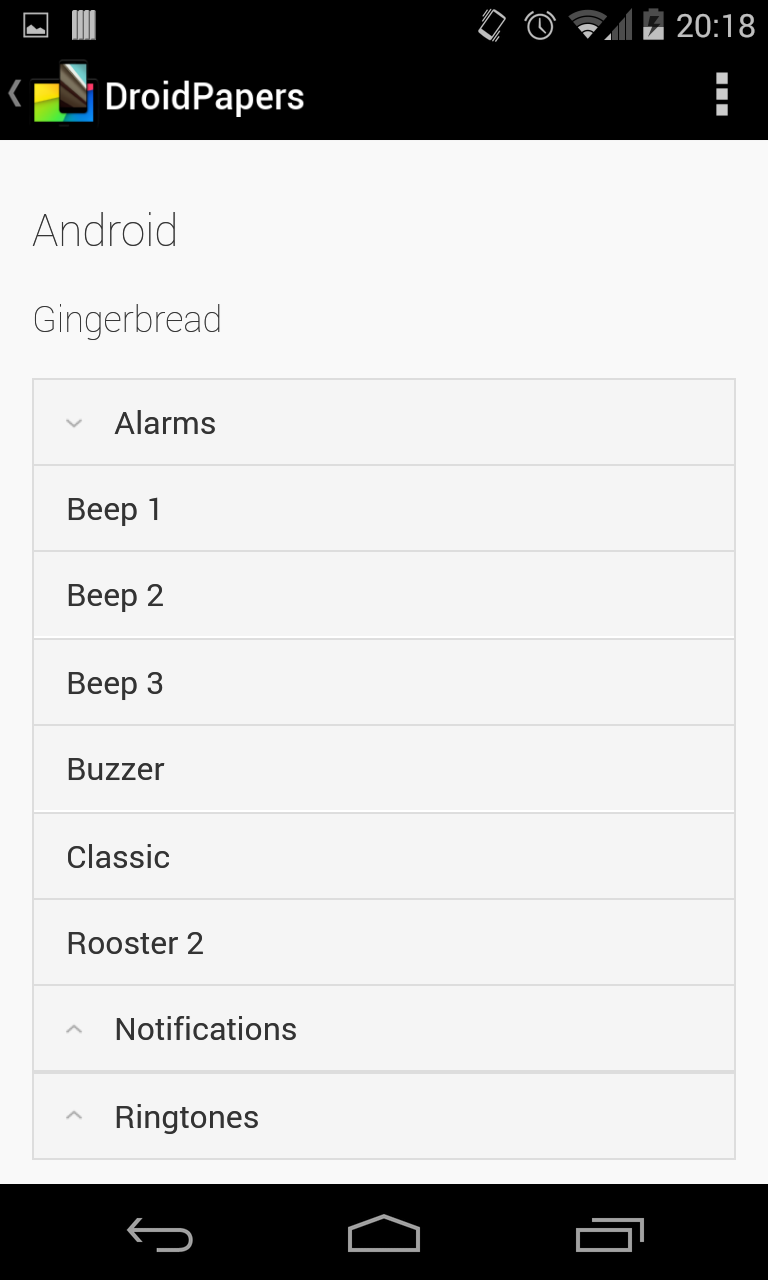 20:18
DroidPapers
Android
Gingerbread
Alarms
Beep 1
Beep 2
Beep 3
Buzzer
Classic
Rooster 2
Notifications
Ringtones